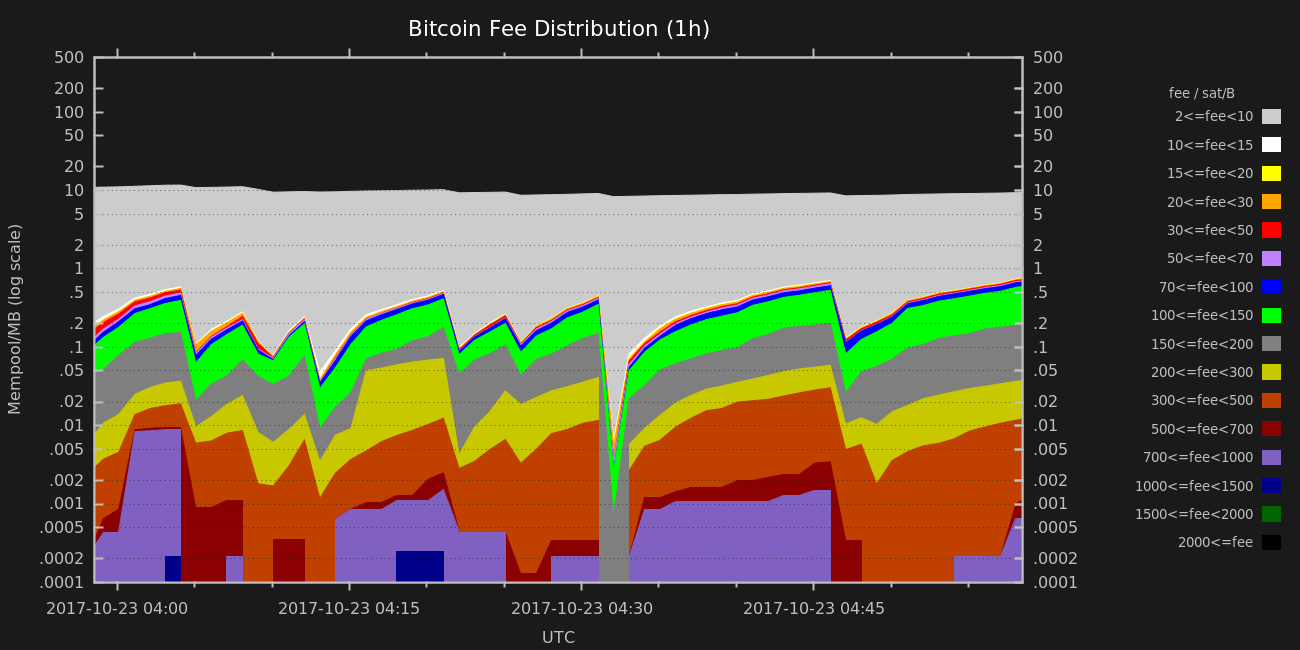 Bitcoin Fee Distribution (1h)
500
200
100
50
20
10
5
2
1
.5
.2
.1
.05
.02
.01
.005
.002
.001
.0005
.0002
.0001
Mempool/MB (log scale)
500
200
100
50
20
10
5
2
1
.5
.2
.1
.05
.02
.01
.005
.002
.001
.0005
.0002
.0001
2017-10-23 04:00 2017-10-23 04:15 2017-10-23 04:30 2017-10-23 04:45
UTC
fee / sat/B
2<=fee<10
10<=fee<15
15<=fee<20
20<=fee<30
30<=fee<50
50<=fee<70
70<=fee<100
100<=fee<150
150<=fee<200
200<=fee<300
300<=fee<500
500<=fee<700
700<=fee<1000
1000<=fee<1500
1500<=fee<2000
2000<=fee